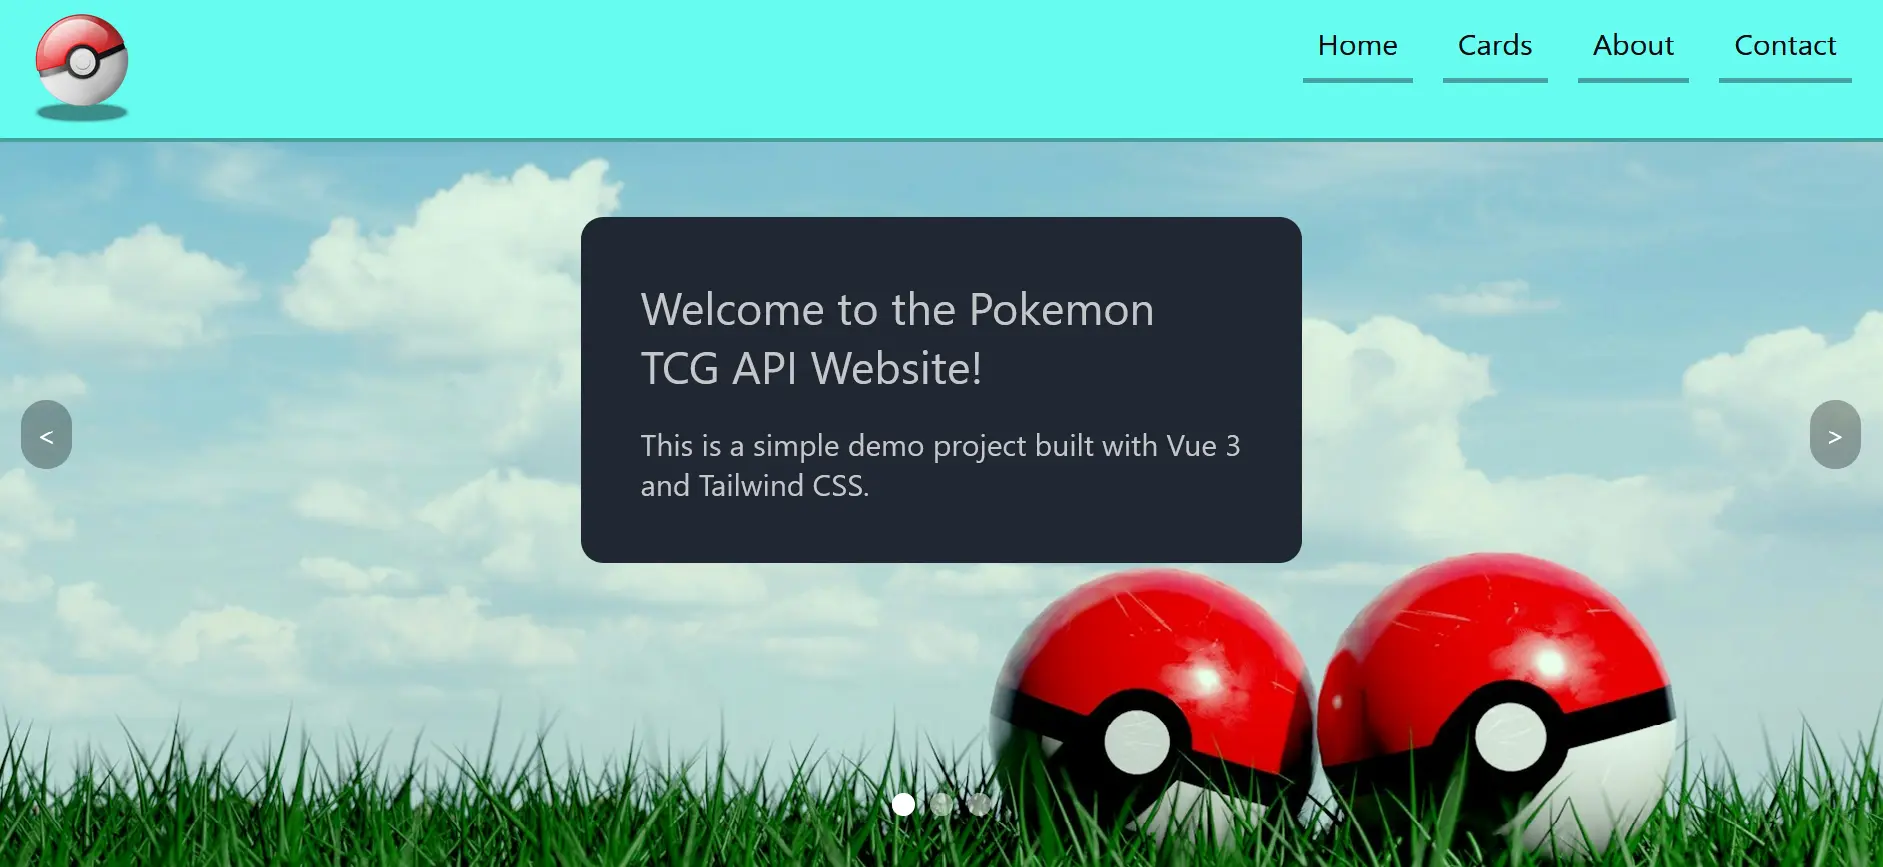 Home
Cards
About
Contact
Welcome to the Pokemon
TCG API Website!
<
>
This is a simple demo project built with Vue 3
and Tailwind CSS.